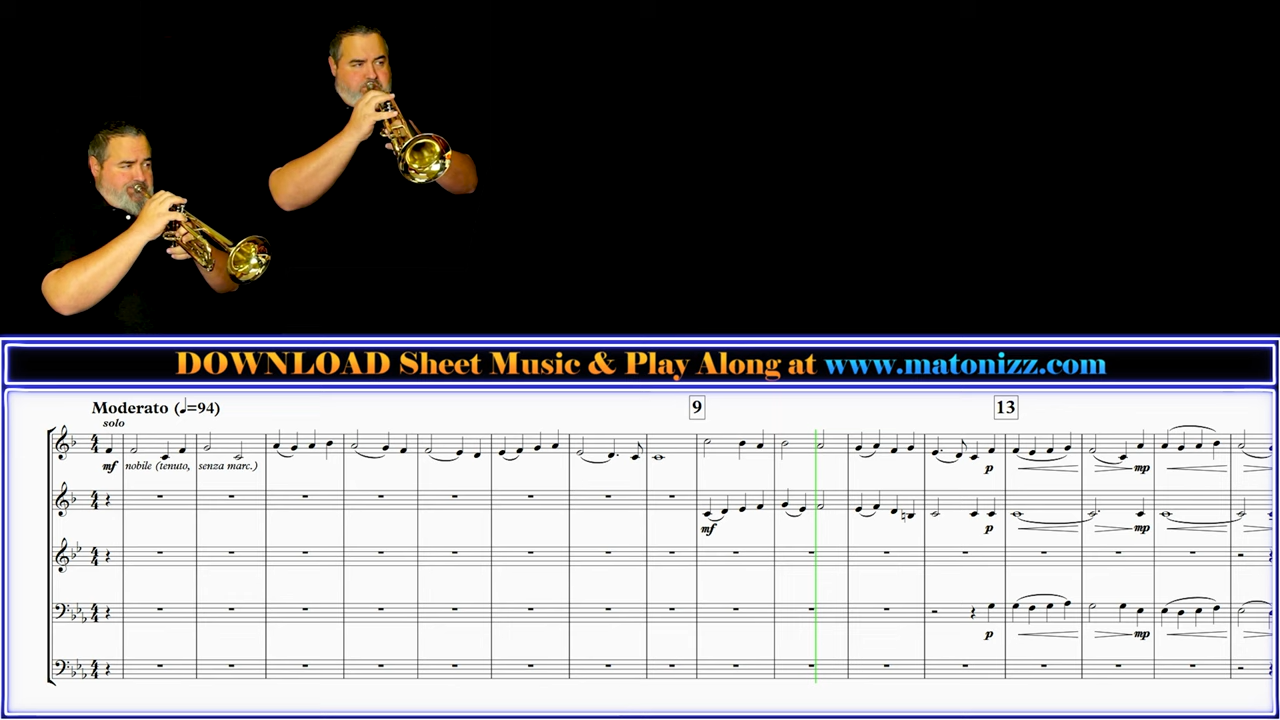 DOWNLOAD Sheet Music & Play Along at www.matonizz.com
Moderato (♩=94)
9
13
solo
mf nobile (tenuto, senza marc.)
p
mp
mf
p
mp
p
mp